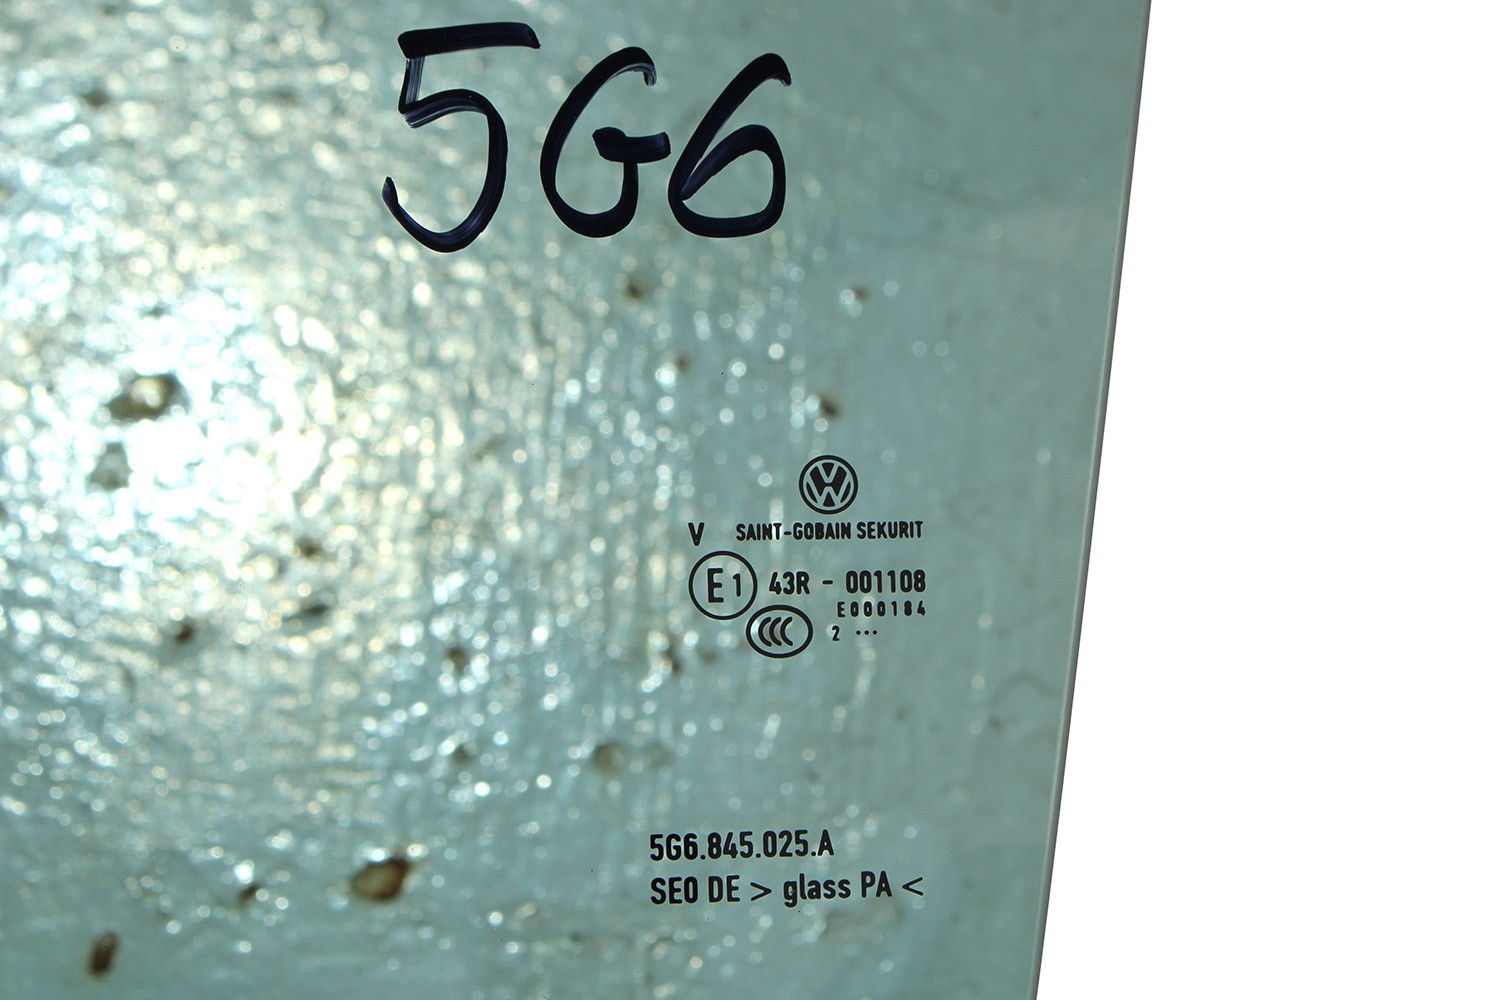 5G6
V SAINT-GOBAIN SEKURIT
E1 43R - 001108
E000184
CCC 2 ...
5G6.845.025.A
SEO DE > glass PA <